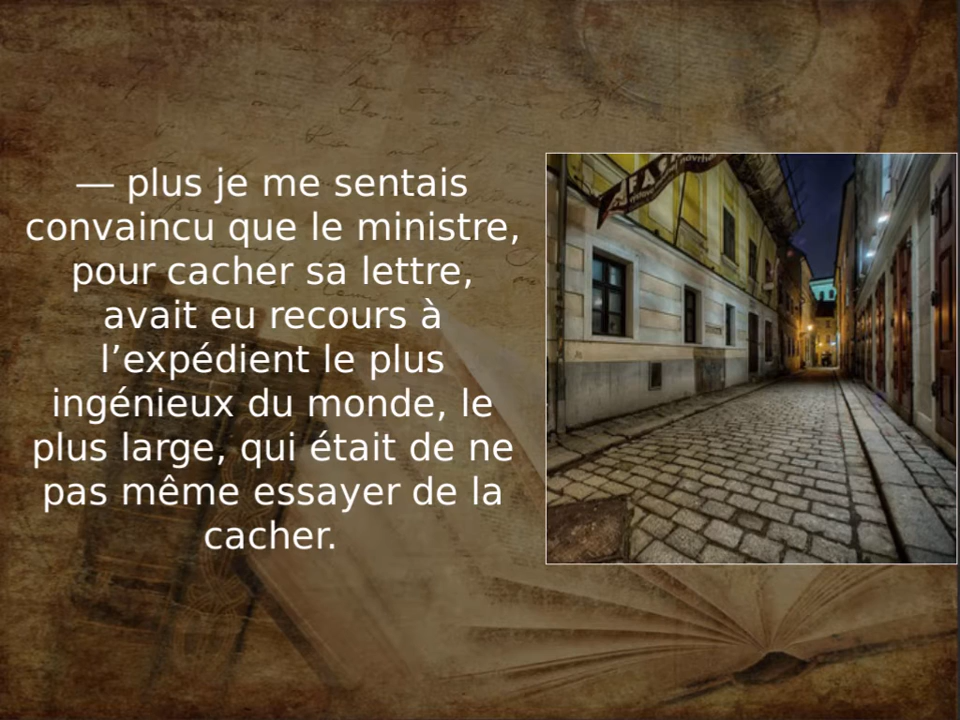 — plus je me sentais
convaincu que le ministre,
pour cacher sa lettre,
avait eu recours à
l’expédient le plus
ingénieux du monde, le
plus large, qui était de ne
pas même essayer de la
cacher.